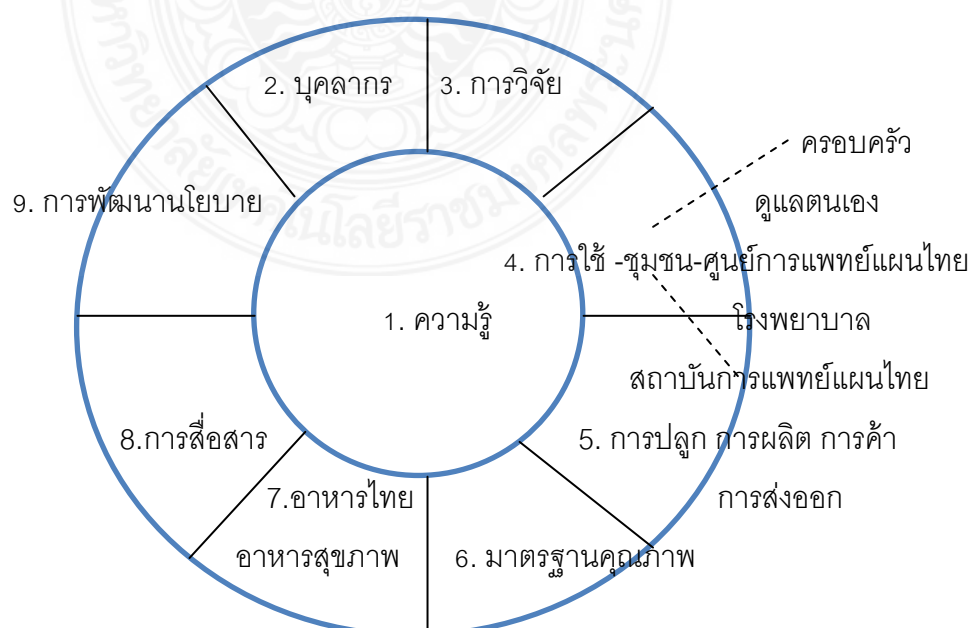 2. บุคลากร
3. การวิจัย
ครอบครัว
9. การพัฒนานโยบาย
ดูแลตนเอง
4. การใช้ -ชุมชน-ศูนย์การแพทย์แผนไทย
1. ความรู้
โรงพยาบาล
สถาบันการแพทย์แผนไทย
8.การสื่อสาร
5. การปลูก การผลิต การค้า
7.อาหารไทย
การส่งออก
อาหารสุขภาพ
6. มาตรฐานคุณภาพ